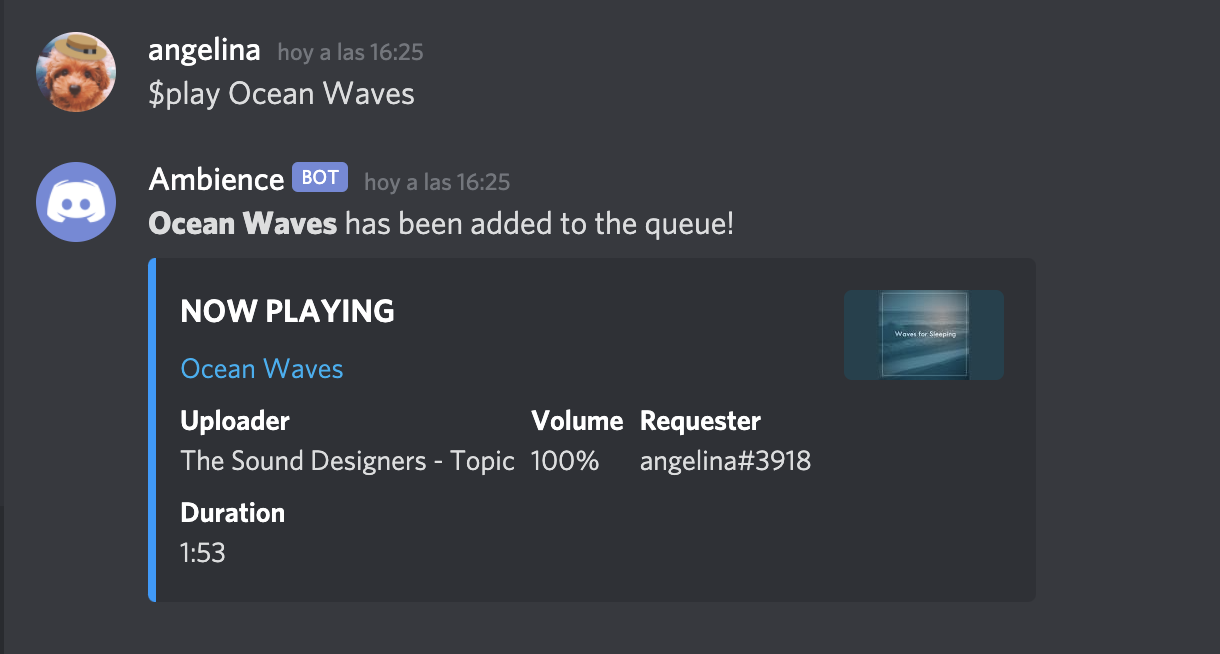 angelina hoy a las 16:25
$play Ocean Waves
Ambience BOT hoy a las 16:25
Ocean Waves has been added to the queue!
NOW PLAYING
Waves for Sleeping
Ocean Waves
Uploader Volume Requester
The Sound Designers - Topic 100% angelina#3918
Duration
1:53